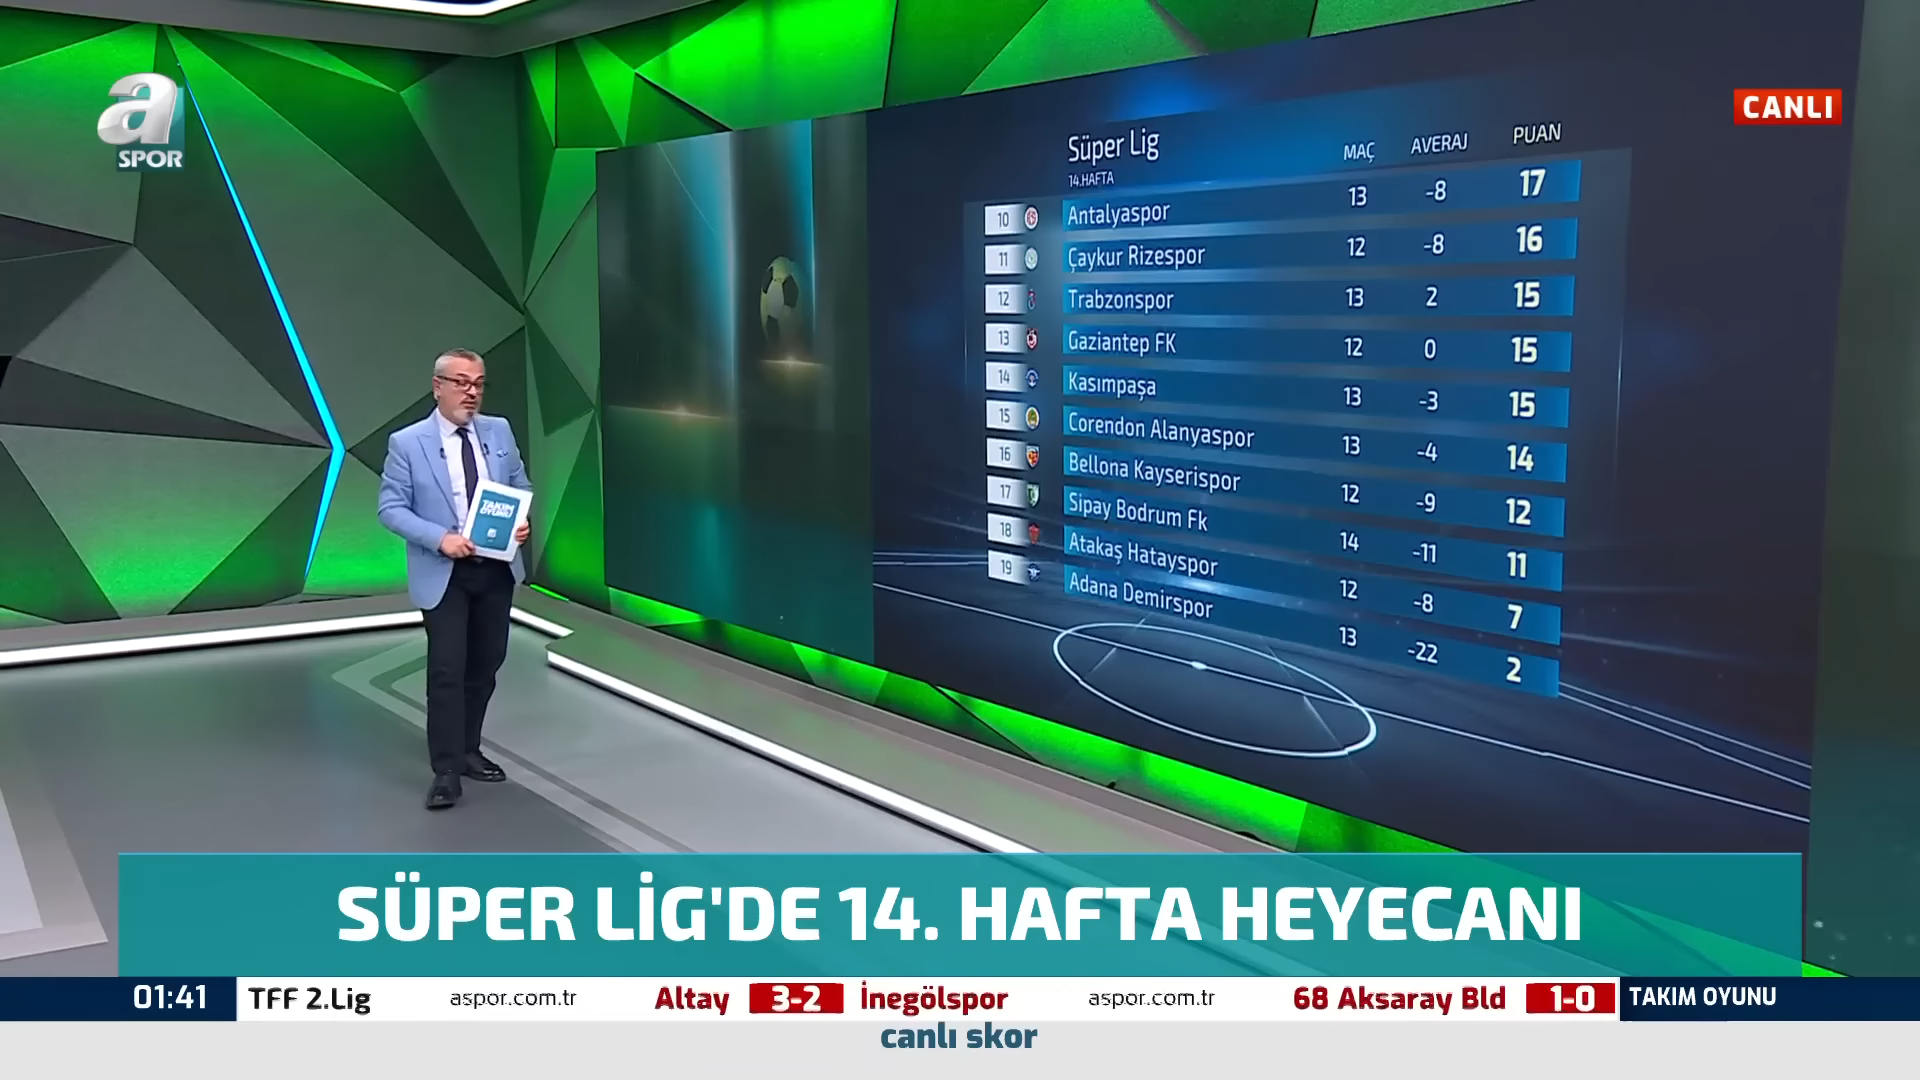 a
SPOR
CANLI
Süper Lig
14.HAFTA
MAÇ AVERAJ PUAN
10 Antalyaspor 13 -8 17
11 Çaykur Rizespor 12 -8 16
12 Trabzonspor 13 2 15
13 Gaziantep FK 12 0 15
14 Kasımpaşa 13 -3 15
15 Corendon Alanyaspor 13 -4 14
16 Bellona Kayserispor 12 -9 12
17 Sipay Bodrum Fk 14 -11 11
18 Atakaş Hatayspor 12 -8 7
19 Adana Demirspor 13 -22 2
TAKIM
OYUNU
SÜPER LİG'DE 14. HAFTA HEYECANI
01:41 TFF 2.Lig aspor.com.tr Altay 3-2 İnegölspor aspor.com.tr 68 Aksaray Bld 1-0 TAKIM OYUNU
canlı skor